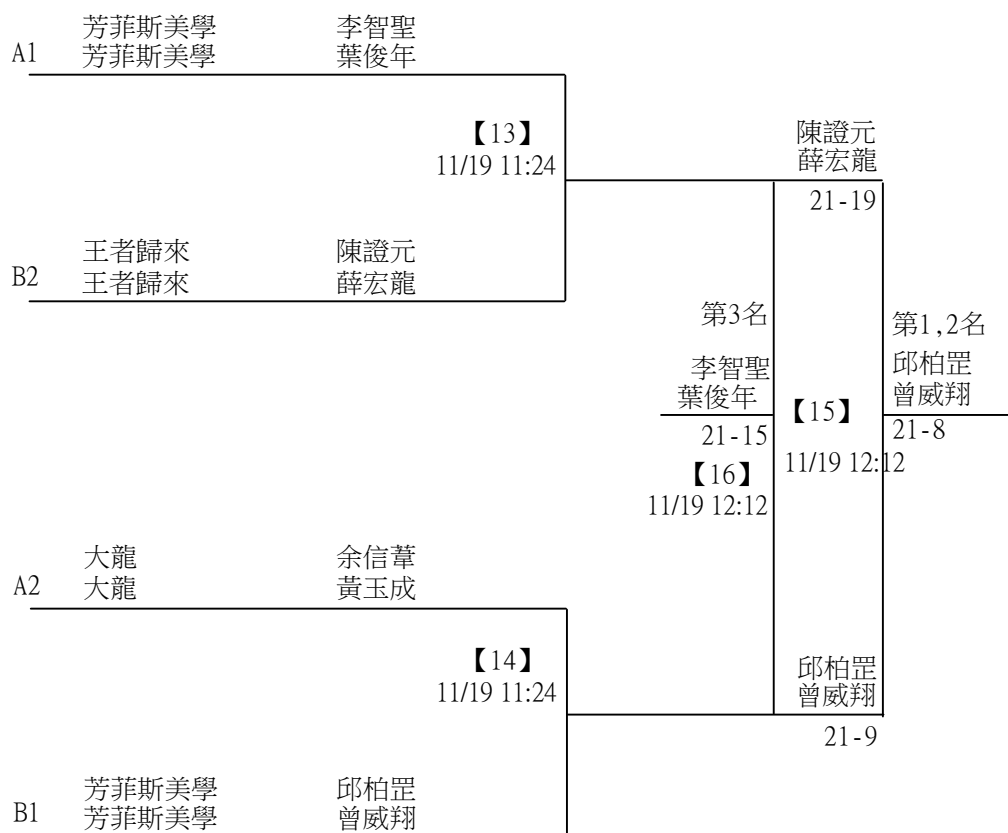 芳菲斯美學 李智聖
A1 芳菲斯美學 葉俊年
【13】
11/19 11:24
陳證元
薛宏龍
21-19
王者歸來 陳證元
B2 王者歸來 薛宏龍
第3名
第1,2名
李智聖
葉俊年
邱柏罡
曾威翔
【15】
21-15
21-8
【16】
11/19 12:12
11/19 12:12
大龍 余信葦
A2 大龍 黃玉成
【14】
11/19 11:24
邱柏罡
曾威翔
21-9
芳菲斯美學 邱柏罡
B1 芳菲斯美學 曾威翔